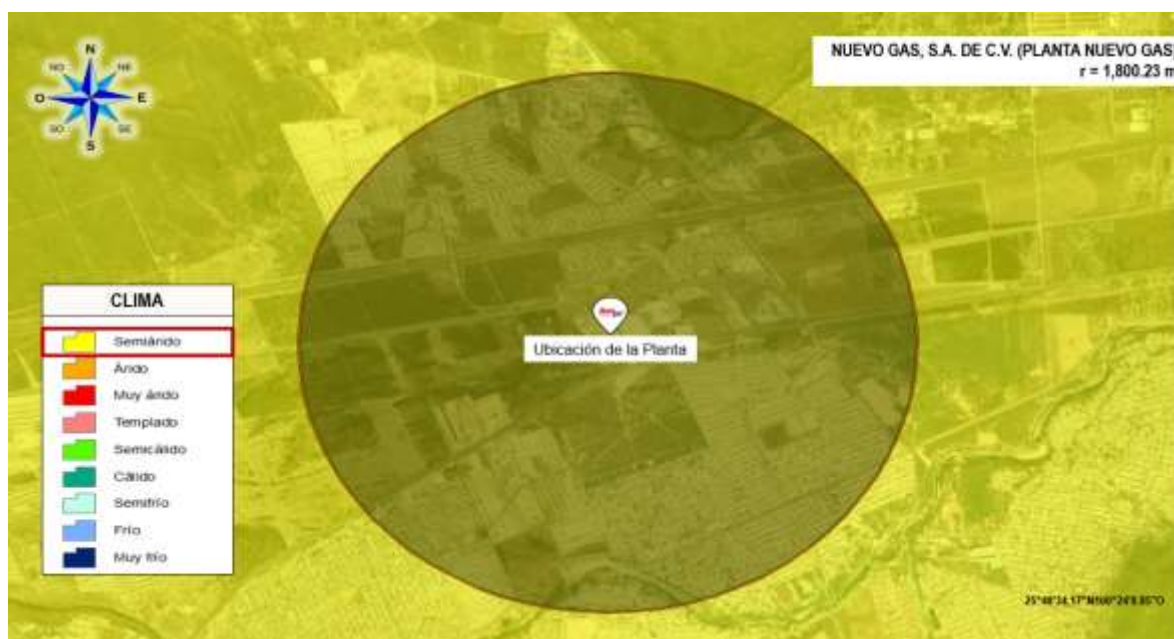 N
NO
NE
O
E
SO
SE
S
NUEVO GAS, S.A. DE C.V. (PLANTA NUEVO GAS)
r = 1,800.23 m
CLIMA
Semiárido
Árido
Muy árido
Templado
Semicálido
Cálido
Semifrío
Frío
Muy frío
Ubicación de la Planta